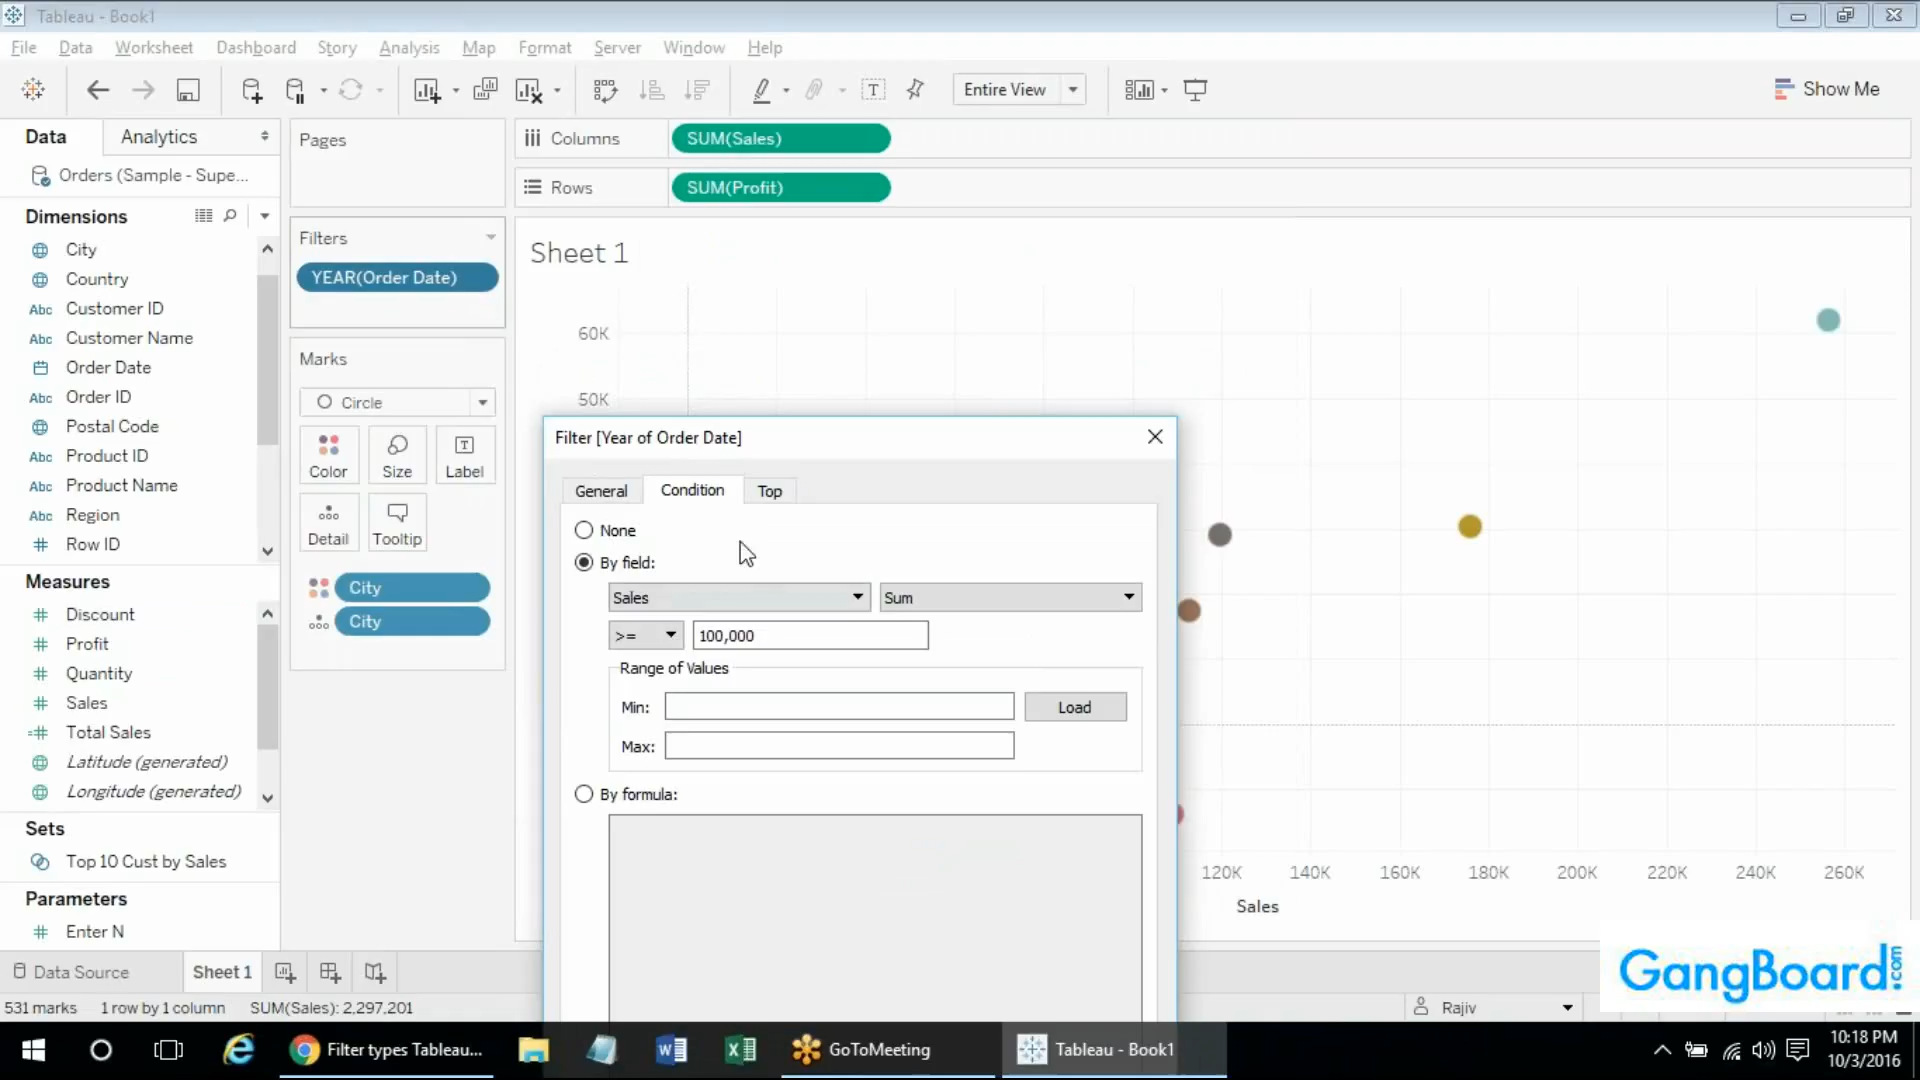 Tableau - Book1
File Data Worksheet Dashboard Story Analysis Map Format Server Window Help
Entire View
Show Me
Data Analytics
Orders (Sample - Supe...
Dimensions
City
Country
Abc Customer ID
Abc Customer Name
Order Date
Abc Order ID
Postal Code
Abc Product ID
Abc Product Name
Abc Region
# Row ID
Measures
# Discount
# Profit
# Quantity
# Sales
=# Total Sales
Latitude (generated)
Longitude (generated)
Sets
Top 10 Cust by Sales
Parameters
# Enter N
Pages
Filters
YEAR(Order Date)
Marks
Circle
Color Size Label
Detail Tooltip
City
City
Columns SUM(Sales)
Rows SUM(Profit)
Sheet 1
60K
50K
Filter [Year of Order Date]
General Condition Top
None
By field:
Sales Sum
>= 100,000
Range of Values
Min: Load
Max:
By formula:
120K 140K 160K 180K 200K 220K 240K 260K
Sales
GangBoard.com
Data Source Sheet 1
531 marks 1 row by 1 column SUM(Sales): 2,297,201
Rajiv
Filter types Tableau...
GoToMeeting
Tableau - Book1
10:18 PM
10/3/2016